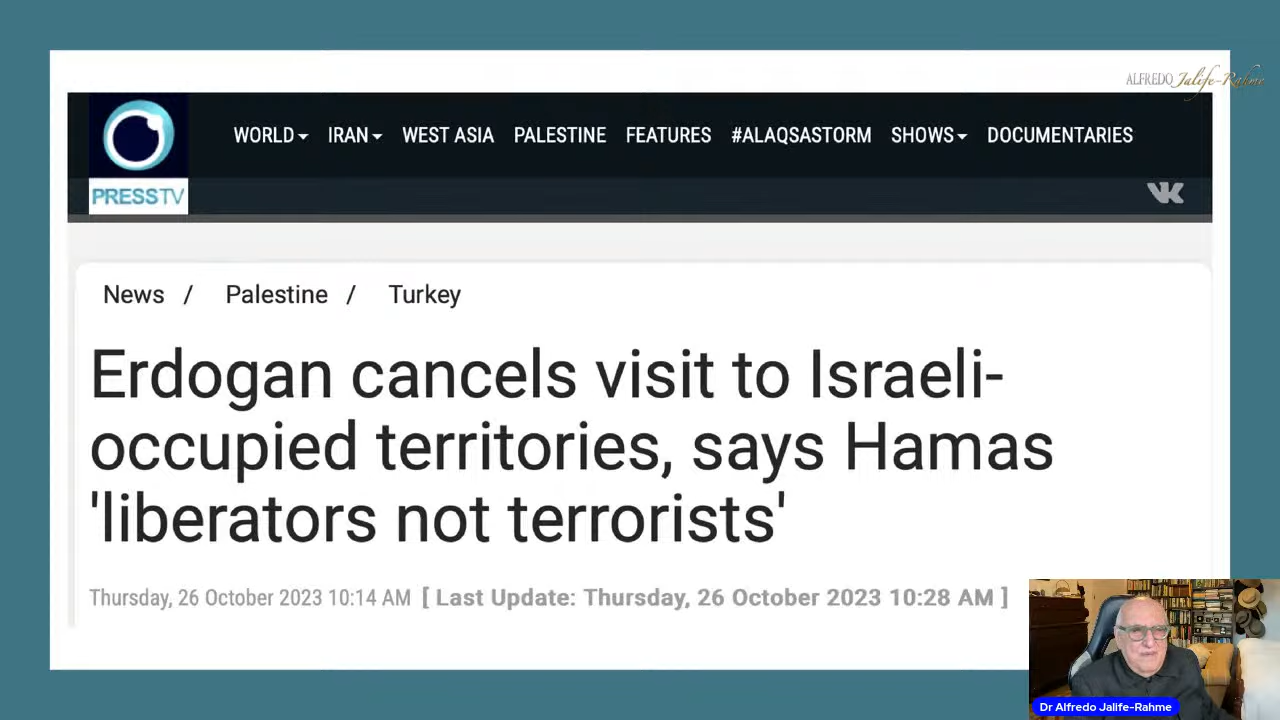 ALFREDO Jalife-Rahme
WORLD IRAN WEST ASIA PALESTINE FEATURES #ALAQSASTORM SHOWS DOCUMENTARIES
PRESSTV
News / Palestine / Turkey
Erdogan cancels visit to Israeli-
occupied territories, says Hamas
'liberators not terrorists'
Thursday, 26 October 2023 10:14 AM [ Last Update: Thursday, 26 October 2023 10:28 AM ]
Dr Alfredo Jalife-Rahme